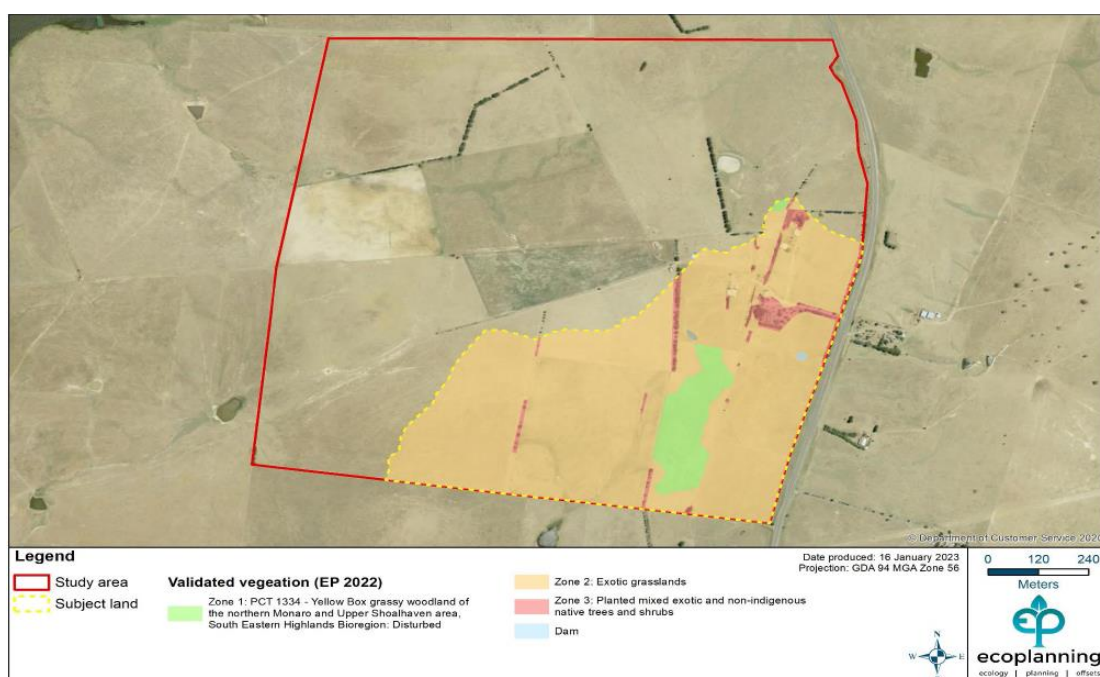 © Department of Customer Service 2020
Legend
Study area
Subject land
Validated vegeation (EP 2022)
Zone 1: PCT 1334 - Yellow Box grassy woodland of
the northern Monaro and Upper Shoalhaven area,
South Eastern Highlands Bioregion: Disturbed
Zone 2: Exotic grasslands
Zone 3: Planted mixed exotic and non-indigenous
native trees and shrubs
Dam
Date produced: 16 January 2023
Projection: GDA 94 MGA Zone 56
N
W E
S
0 120 240
Meters
ep
ecoplanning
ecology | planning | offsets